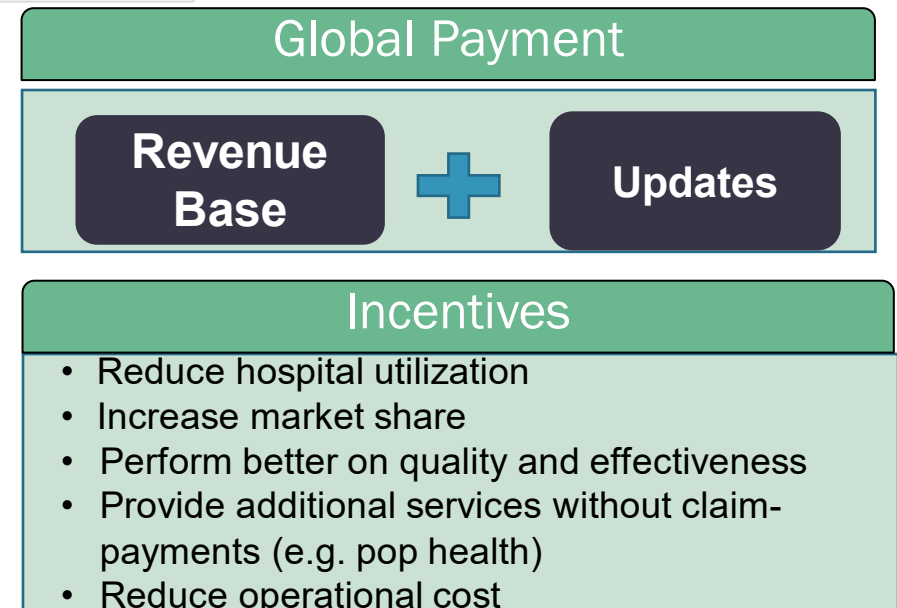 Global Payment
Revenue
Base
Updates
Incentives
• Reduce hospital utilization
• Increase market share
• Perform better on quality and effectiveness
• Provide additional services without claim-
payments (e.g. pop health)
• Reduce operational cost